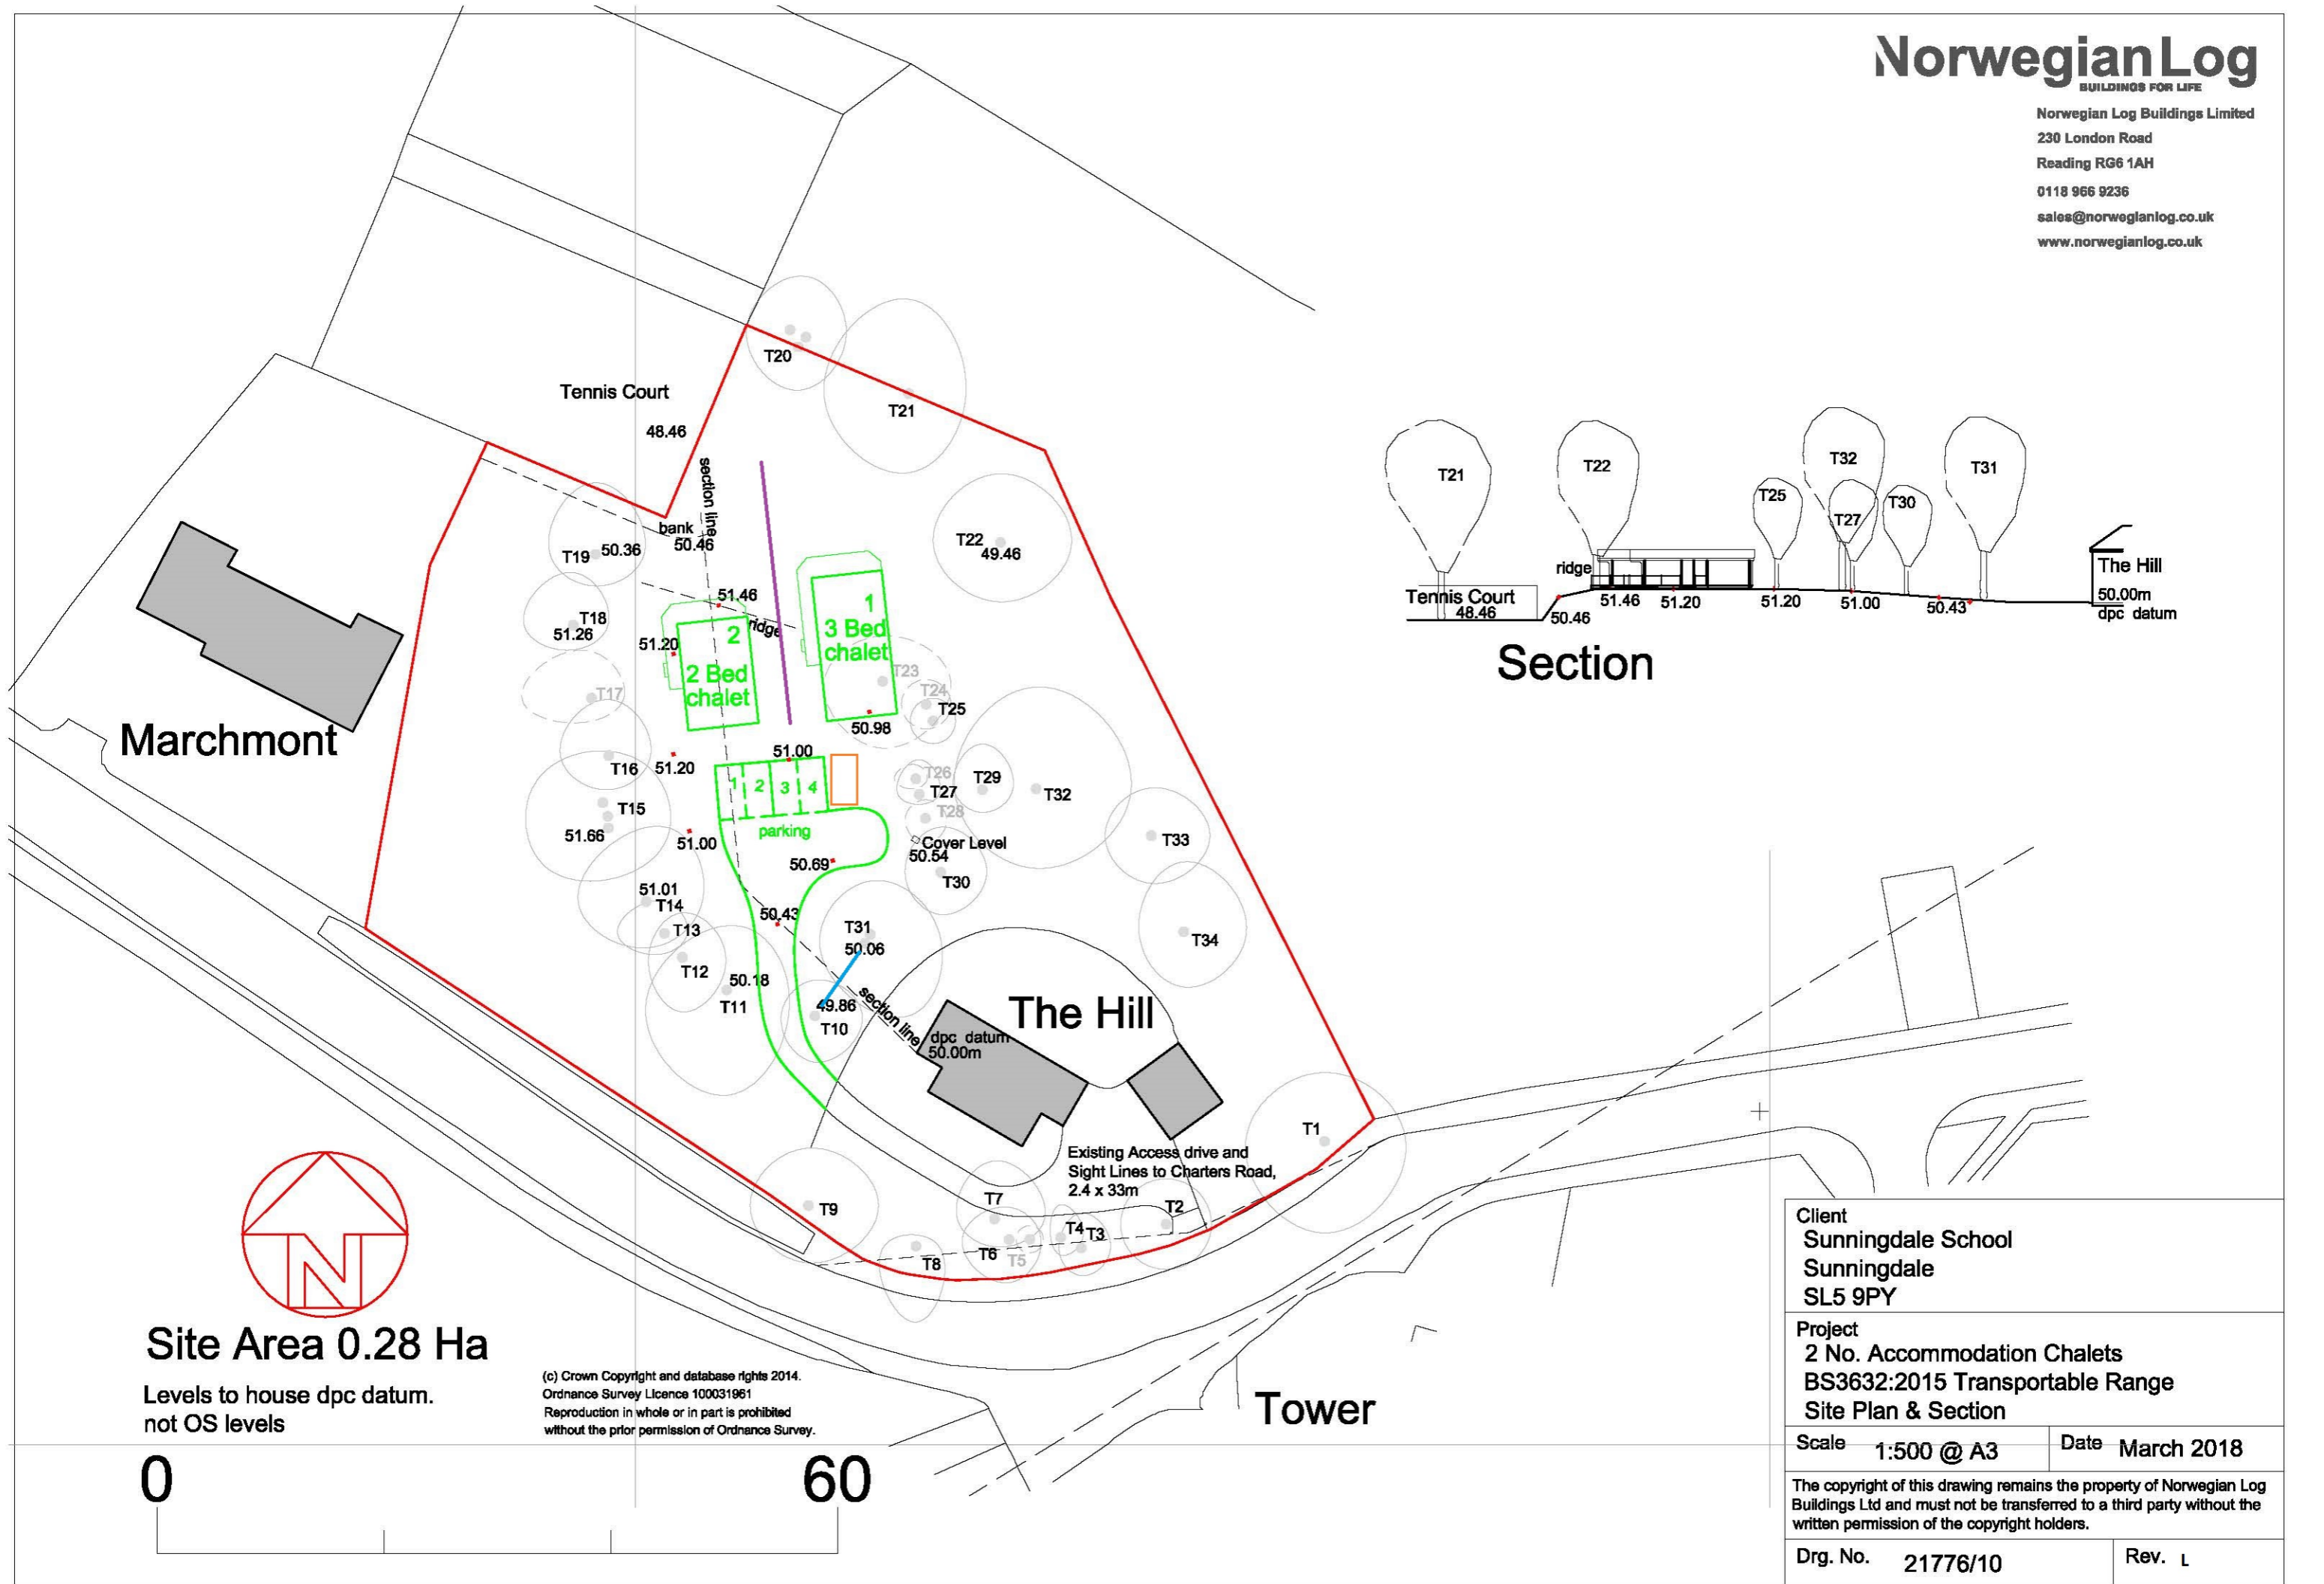 Norwegian Log
BUILDINGS FOR LIFE
Norwegian Log Buildings Limited
230 London Road
Reading RG6 1AH
0118 966 9236
sales@norwegianlog.co.uk
www.norwegianlog.co.uk
T20
Tennis Court
T21
48.46
section line
bank
50.46
T22
49.46
T19
50.36
51.46
ridge
T18
51.26
51.20
2
2 Bed
chalet
1
3 Bed
chalet
T23
T24
T25
T17
50.98
Marchmont
T16
51.20
51.00
1
2
3
4
parking
T26
T27
T28
T29
T32
T15
51.66
51.00
Cover Level
50.54
50.69
T33
T30
51.01
T14
T13
50.43
T31
50.06
T34
T12
50.18
T11
49.86
T10
section line
The Hill
dpc datum
50.00m
T1
Existing Access drive and
Sight Lines to Charters Road,
2.4 x 33m
T9
T7
T2
T4
T3
T6
T5
T8
Tower
T21
T22
T32
T31
T25
T27
T30
ridge
The Hill
Tennis Court
48.46
50.46
51.46
51.20
51.20
51.00
50.43
50.00m
dpc datum
Section
N
Site Area 0.28 Ha
Levels to house dpc datum.
not OS levels
(c) Crown Copyright and database rights 2014.
Ordnance Survey Licence 100031961
Reproduction in whole or in part is prohibited
without the prior permission of Ordnance Survey.
0
60
Client
Sunningdale School
Sunningdale
SL5 9PY
Project
2 No. Accommodation Chalets
BS3632:2015 Transportable Range
Site Plan & Section
Scale 1:500 @ A3
Date March 2018
The copyright of this drawing remains the property of Norwegian Log
Buildings Ltd and must not be transferred to a third party without the
written permission of the copyright holders.
Drg. No. 21776/10
Rev. L